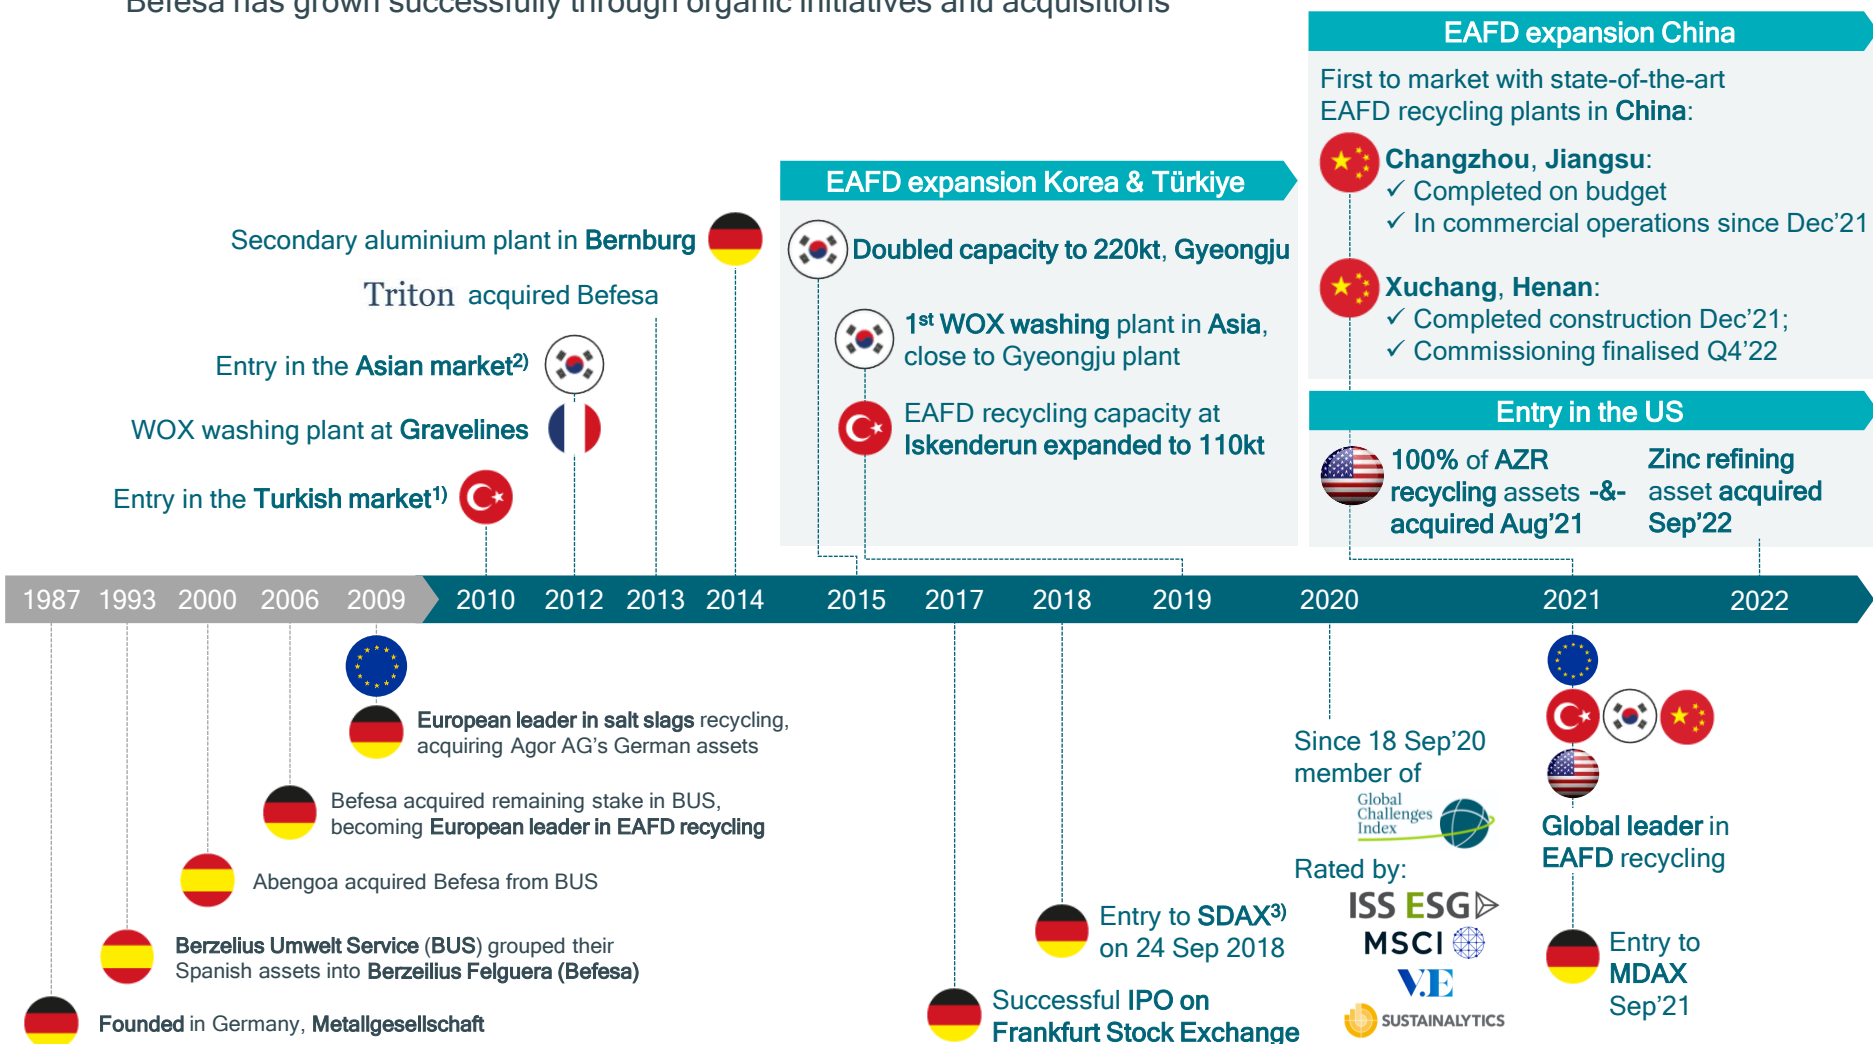 Befesa has grown successfully through organic initiatives and acquisitions
EAFD expansion China
First to market with state-of-the-art
EAFD recycling plants in China:
Changzhou, Jiangsu:
✓ Completed on budget
✓ In commercial operations since Dec’21
Xuchang, Henan:
✓ Completed construction Dec’21;
✓ Commissioning finalised Q4’22
EAFD expansion Korea & Türkiye
Doubled capacity to 220kt, Gyeongju
1st WOX washing plant in Asia,
close to Gyeongju plant
EAFD recycling capacity at
Iskenderun expanded to 110kt
Entry in the US
100% of AZR
recycling assets -&-
acquired Aug’21
Zinc refining
asset acquired
Sep’22
Secondary aluminium plant in Bernburg
Triton acquired Befesa
Entry in the Asian market2)
WOX washing plant at Gravelines
Entry in the Turkish market1)
1987 1993 2000 2006 2009 2010 2012 2013 2014 2015 2017 2018 2019 2020 2021 2022
European leader in salt slags recycling,
acquiring Agor AG’s German assets
Befesa acquired remaining stake in BUS,
becoming European leader in EAFD recycling
Abengoa acquired Befesa from BUS
Berzelius Umwelt Service (BUS) grouped their
Spanish assets into Berzeilius Felguera (Befesa)
Founded in Germany, Metallgesellschaft
Successful IPO on
Frankfurt Stock Exchange
Entry to SDAX3)
on 24 Sep 2018
Since 18 Sep’20
member of
Global
Challenges
Index
Rated by:
ISS ESG
MSCI
V.E
SUSTAINALYTICS
Global leader in
EAFD recycling
Entry to
MDAX
Sep’21